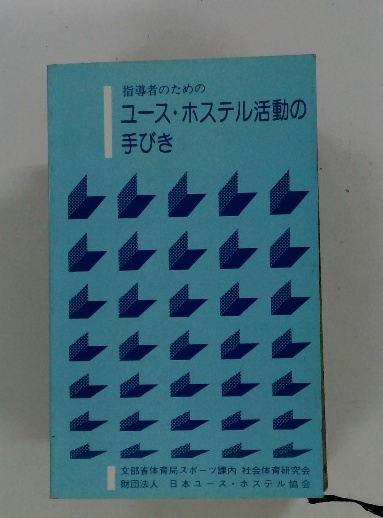 指導者のための
ユース・ホステル活動の
手びき
文部省体育局スポーツ課内 社会体育研究会
財団法人 日本ユース・ホステル協会